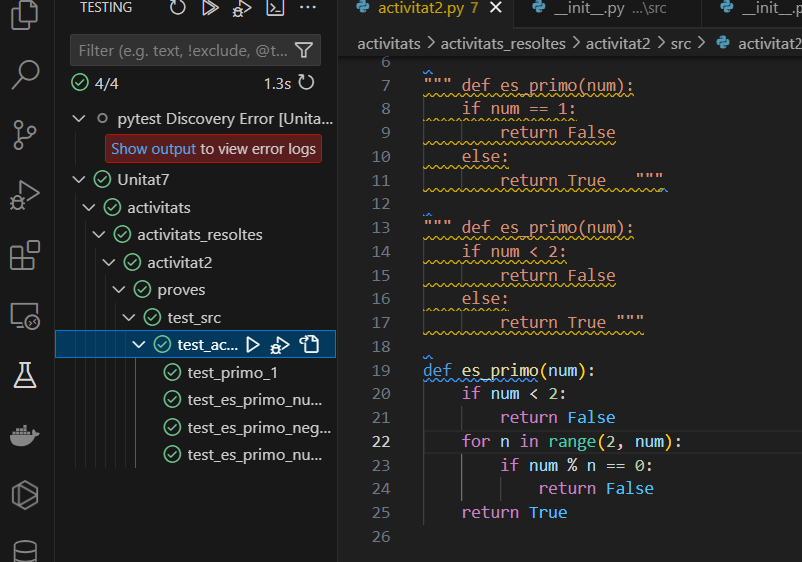 TESTING
Filter (e.g. text, !exclude, @t...
4/4
1.3s
pytest Discovery Error [Unita...
Show output to view error logs
Unitat7
activitats
activitats_resoltes
activitat2
proves
test_src
test_ac...
test_primo_1
test_es_primo_nu...
test_es_primo_neg...
test_es_primo_nu...
activitat2.py 7
__init__.py ...\src
__init__.p
activitats > activitats_resoltes > activitat2 > src > activitat2
6
7 """ def es_primo(num):
8     if num == 1:
9         return False
10     else:
11         return True   """
12
13 """ def es_primo(num):
14     if num < 2:
15         return False
16     else:
17         return True """
18
19 def es_primo(num):
20     if num < 2:
21         return False
22     for n in range(2, num):
23         if num % n == 0:
24             return False
25     return True
26